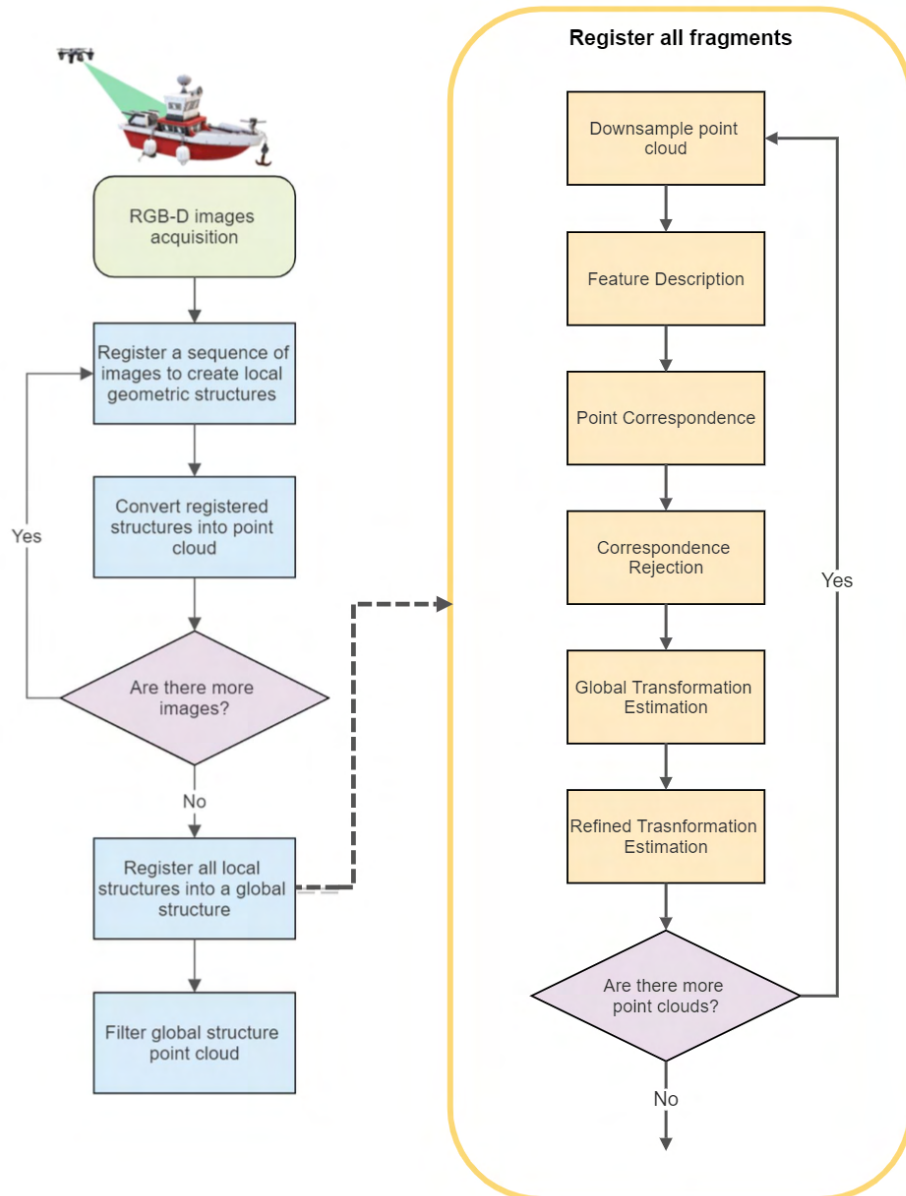 RGB-D images
acquisition
Register a sequence of
images to create local
geometric structures
Convert registered
structures into point
cloud
Yes
Are there more
images?
No
Register all local
structures into a global
structure
Filter global structure
point cloud
Register all fragments
Downsample point
cloud
Feature Description
Point Correspondence
Correspondence
Rejection
Yes
Global Transformation
Estimation
Refined Trasnformation
Estimation
Are there more
point clouds?
No